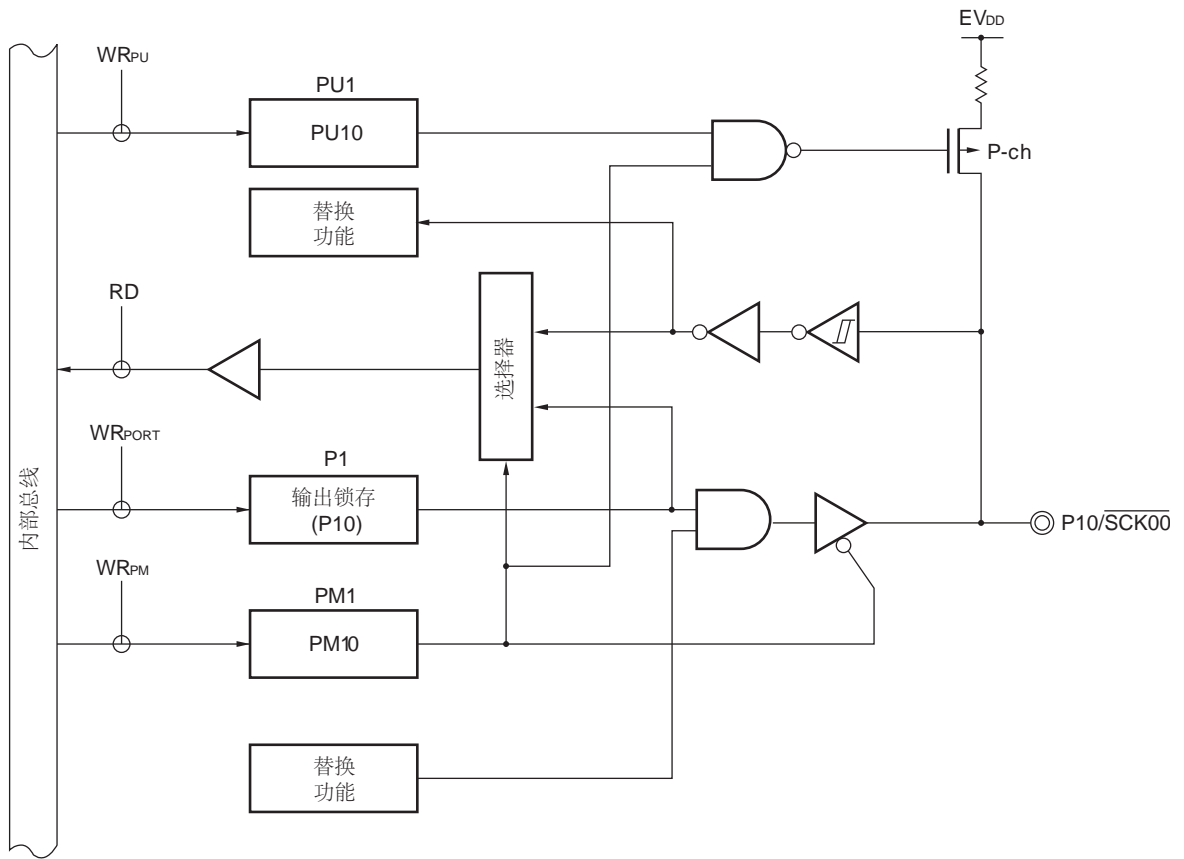 EVDD
WRPU
PU1
PU10
P-ch
替换
功能
RD
选择器
WRPORT
P1
输出锁存
(P10)
P10/SCK00
内部总线
WRPM
PM1
PM10
替换
功能